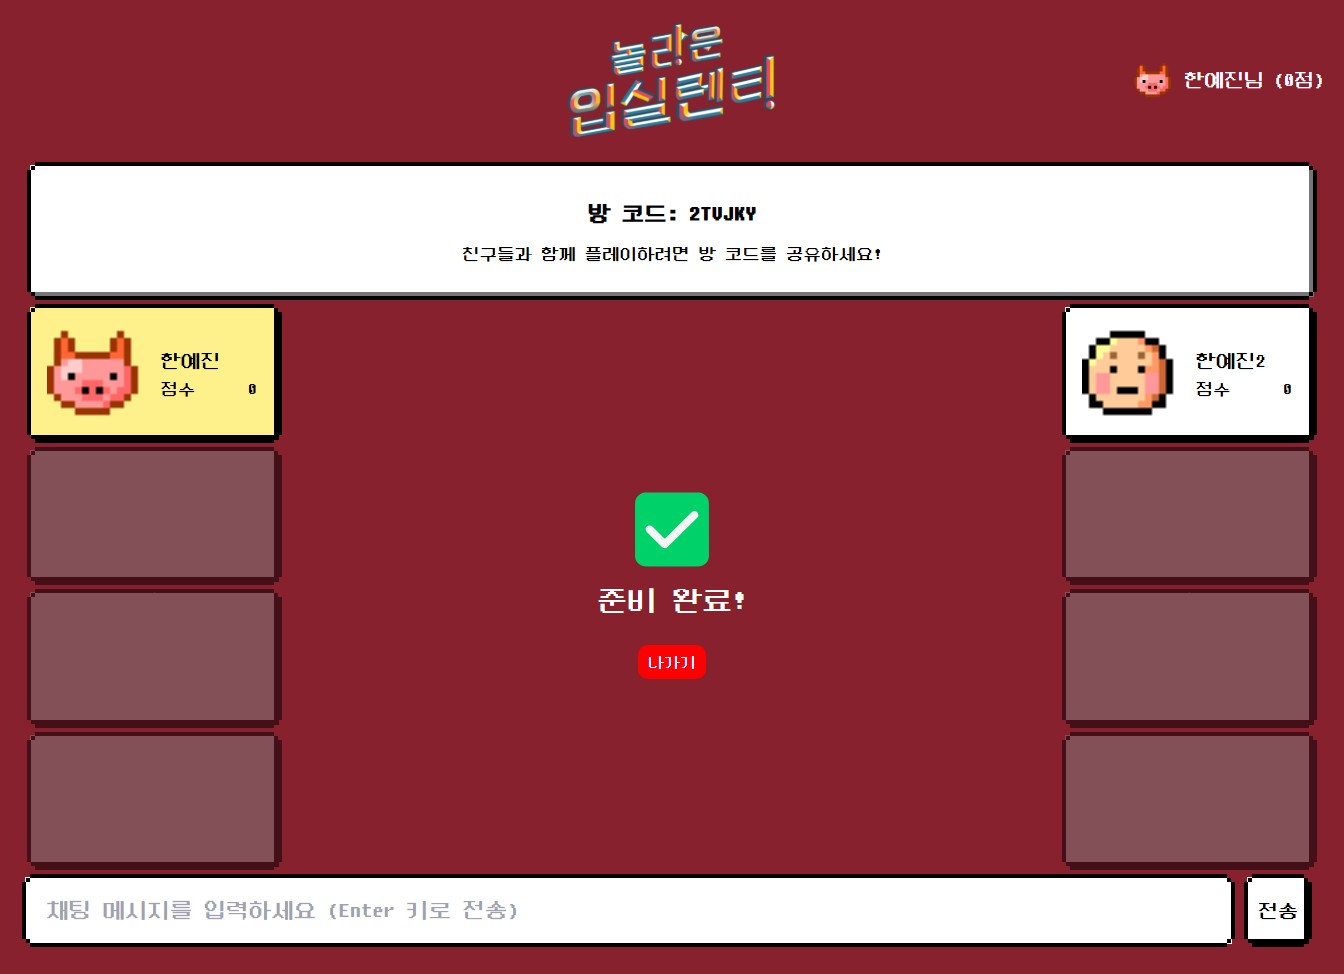 놀라운
입실렌티!
한예진님 (0점)
방 코드: 2TVJKY
친구들과 함께 플레이하려면 방 코드를 공유하세요!
한예진
점수 0
한예진2
점수 0
준비 완료!
나가기
채팅 메시지를 입력하세요 (Enter 키로 전송)
전송